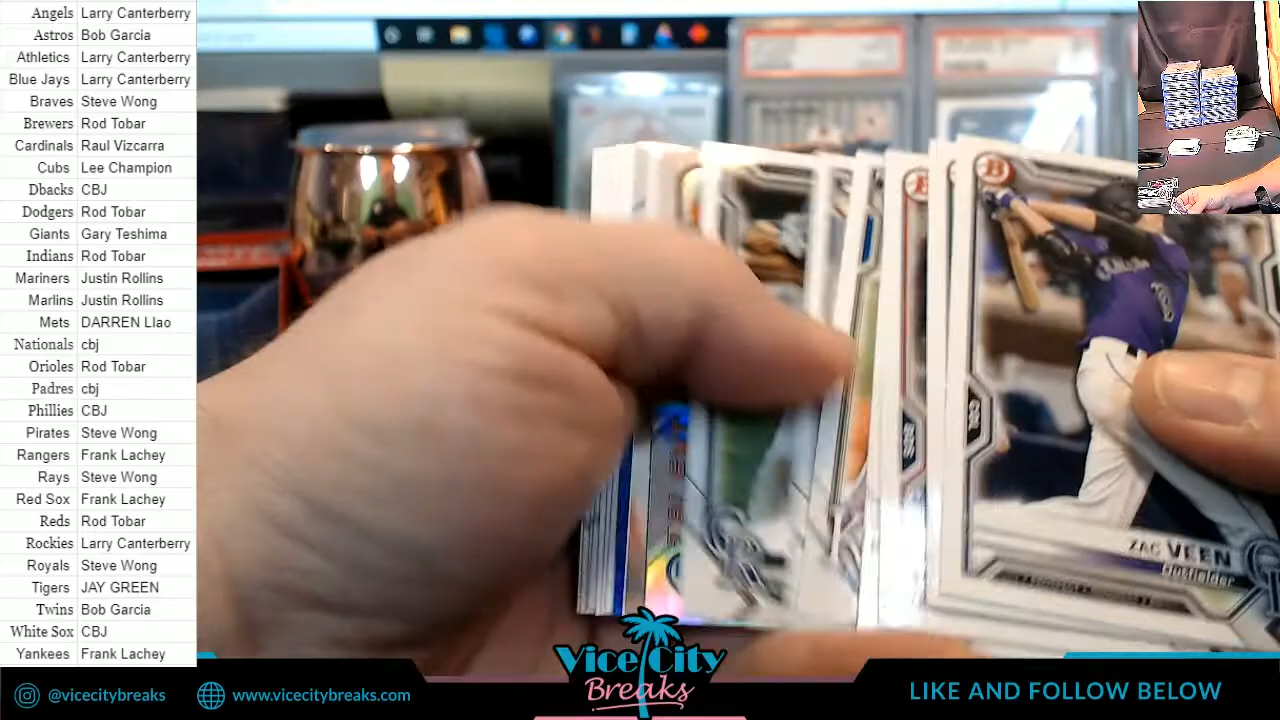 Angels Larry Canterberry
Astros Bob Garcia
Athletics Larry Canterberry
Blue Jays Larry Canterberry
Braves Steve Wong
Brewers Rod Tobar
Cardinals Raul Vizcarra
Cubs Lee Champion
Dbacks CBJ
Dodgers Rod Tobar
Giants Gary Teshima
Indians Rod Tobar
Mariners Justin Rollins
Marlins Justin Rollins
Mets DARREN LIao
Nationals cbj
Orioles Rod Tobar
Padres cbj
Phillies CBJ
Pirates Steve Wong
Rangers Frank Lachey
Rays Steve Wong
Red Sox Frank Lachey
Reds Rod Tobar
Rockies Larry Canterberry
Royals Steve Wong
Tigers JAY GREEN
Twins Bob Garcia
White Sox CBJ
Yankees Frank Lachey
B
ZAC VEEN
Outfielder
@vicecitybreaks
www.vicecitybreaks.com
Vice City
Breaks
LIKE AND FOLLOW BELOW